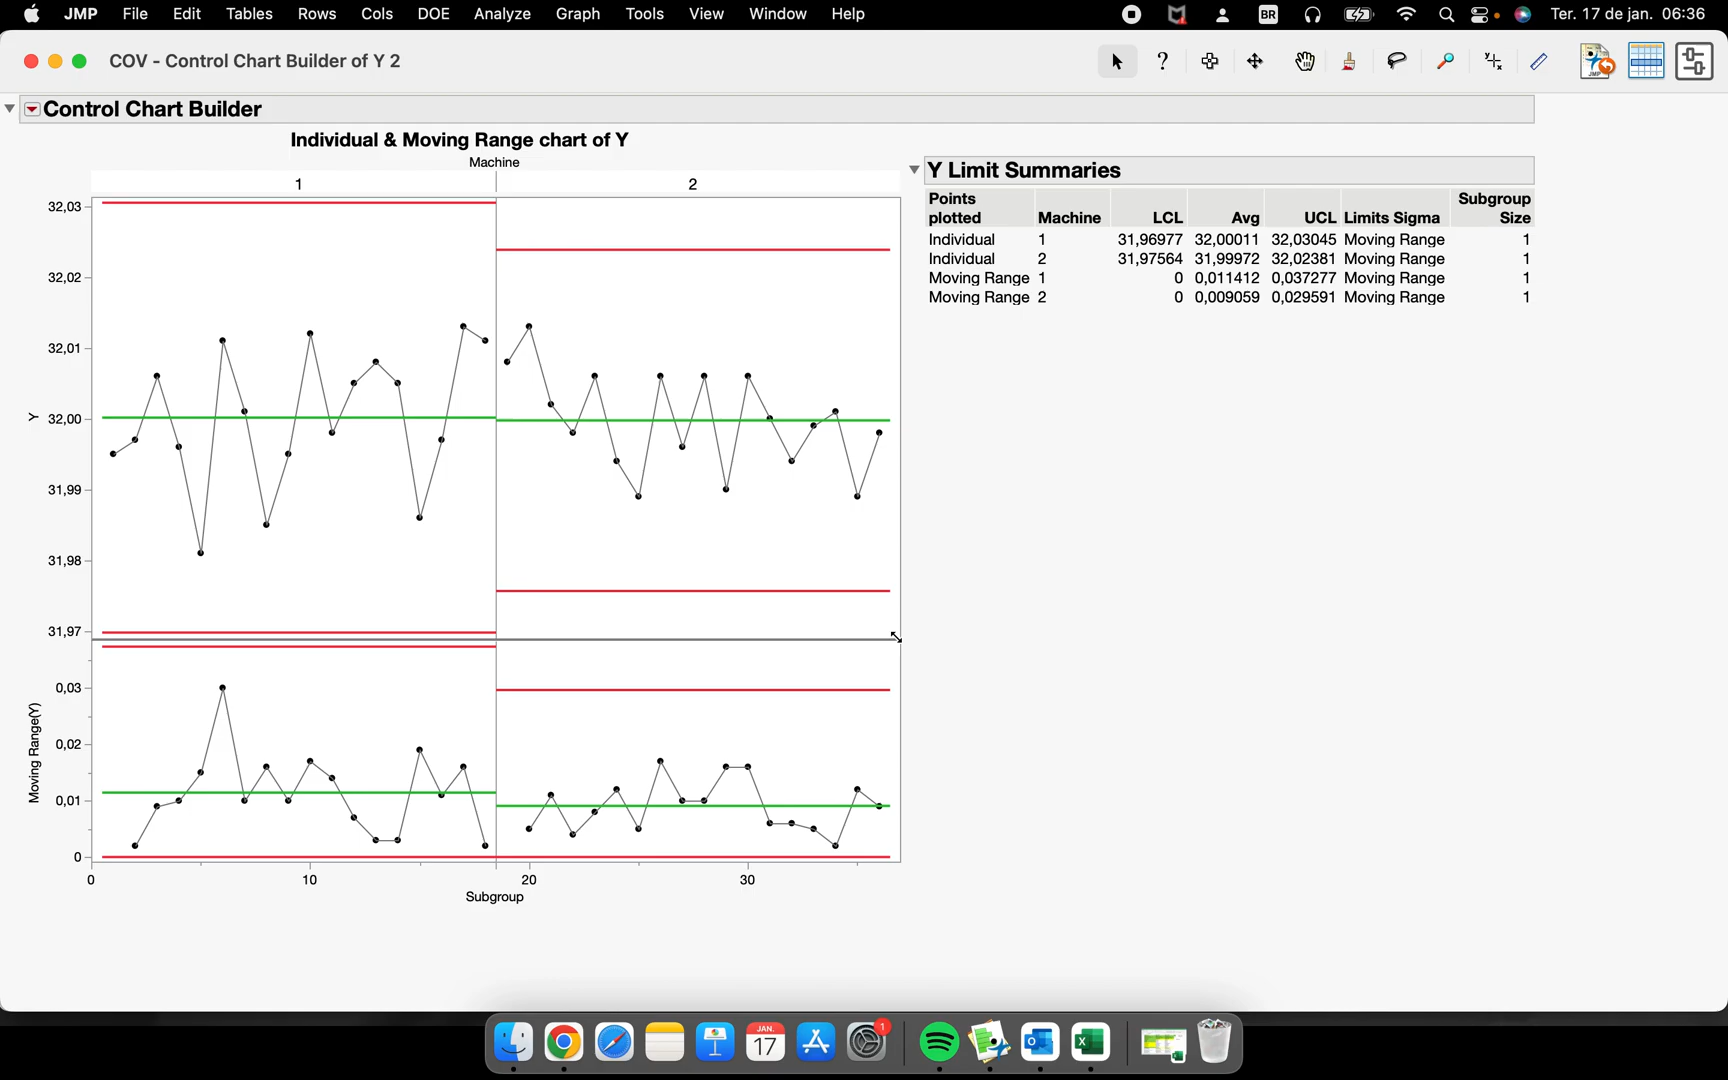 JMP File Edit Tables Rows Cols DOE Analyze Graph Tools View Window Help BR Ter. 17 de jan. 06:36
COV - Control Chart Builder of Y 2
?
JMP
Control Chart Builder
Individual & Moving Range chart of Y
Machine
1 2
32,03
32,02
32,01
32,00
31,99
31,98
31,97
Y
0,03
0,02
0,01
0
Moving Range(Y)
0 10 20 30
Subgroup
Y Limit Summaries
Points Subgroup
plotted Machine LCL Avg UCL Limits Sigma Size
Individual 1 31,96977 32,00011 32,03045 Moving Range 1
Individual 2 31,97564 31,99972 32,02381 Moving Range 1
Moving Range 1 0 0,011412 0,037277 Moving Range 1
Moving Range 2 0 0,009059 0,029591 Moving Range 1
JAN.
17
1